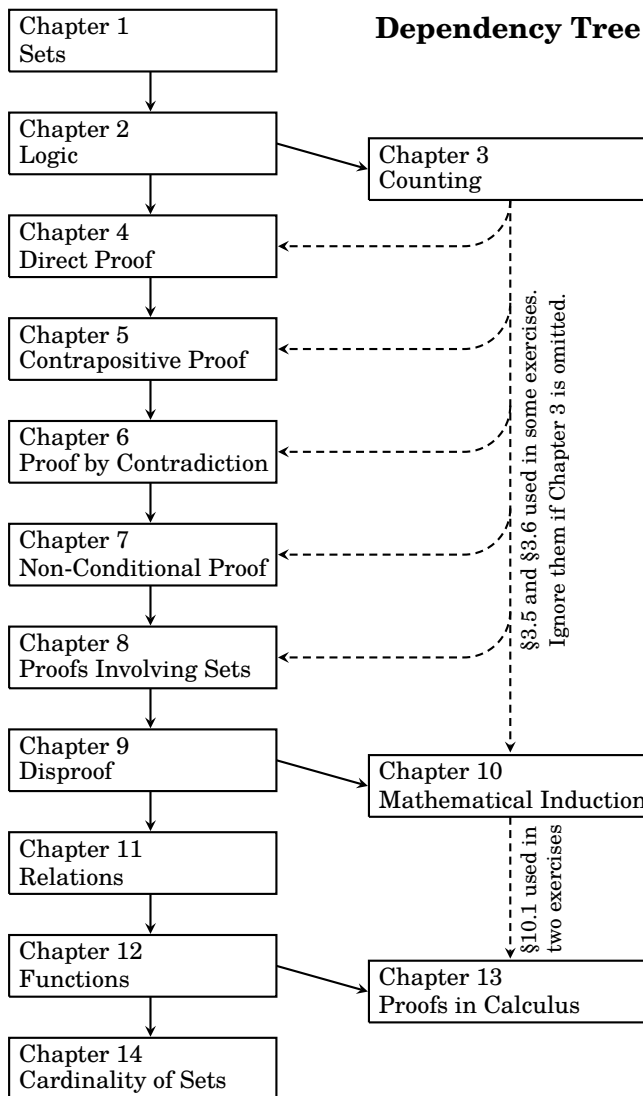 Dependency Tree
Chapter 1
Sets
Chapter 2
Logic
Chapter 3
Counting
Chapter 4
Direct Proof
Chapter 5
Contrapositive Proof
Chapter 6
Proof by Contradiction
Chapter 7
Non-Conditional Proof
Chapter 8
Proofs Involving Sets
§3.5 and §3.6 used in some exercises.
Ignore them if Chapter 3 is omitted.
Chapter 9
Disproof
Chapter 10
Mathematical Induction
Chapter 11
Relations
§10.1 used in
two exercises
Chapter 12
Functions
Chapter 13
Proofs in Calculus
Chapter 14
Cardinality of Sets